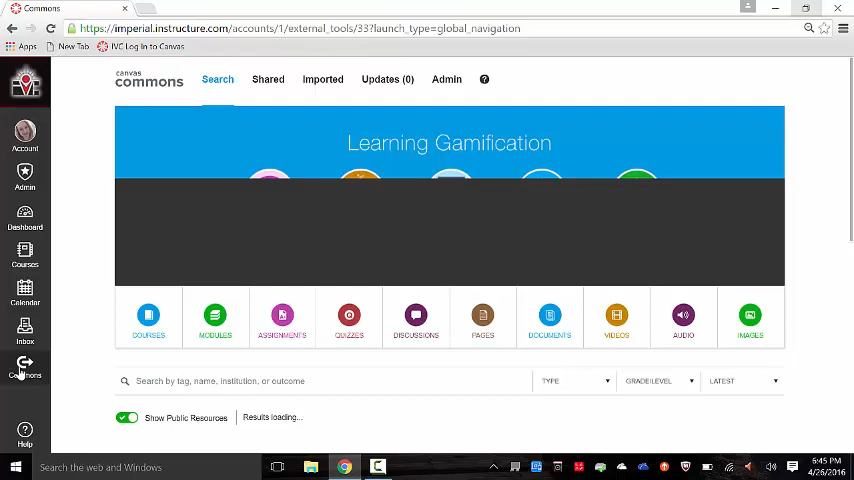 Commons
https://imperial.instructure.com/accounts/1/external_tools/33?launch_type=global_navigation
Apps New Tab IVC Log In to Canvas
canvas
commons
Search Shared Imported Updates (0) Admin ?
Learning Gamification
Account
Admin
Dashboard
Courses
Calendar
Inbox
Commons
Help
COURSES MODULES ASSIGNMENTS QUIZZES DISCUSSIONS PAGES DOCUMENTS VIDEOS AUDIO IMAGES
Search by tag, name, institution, or outcome TYPE GRADE/LEVEL LATEST
Show Public Resources Results loading...
Search the web and Windows
6:45 PM
4/26/2016